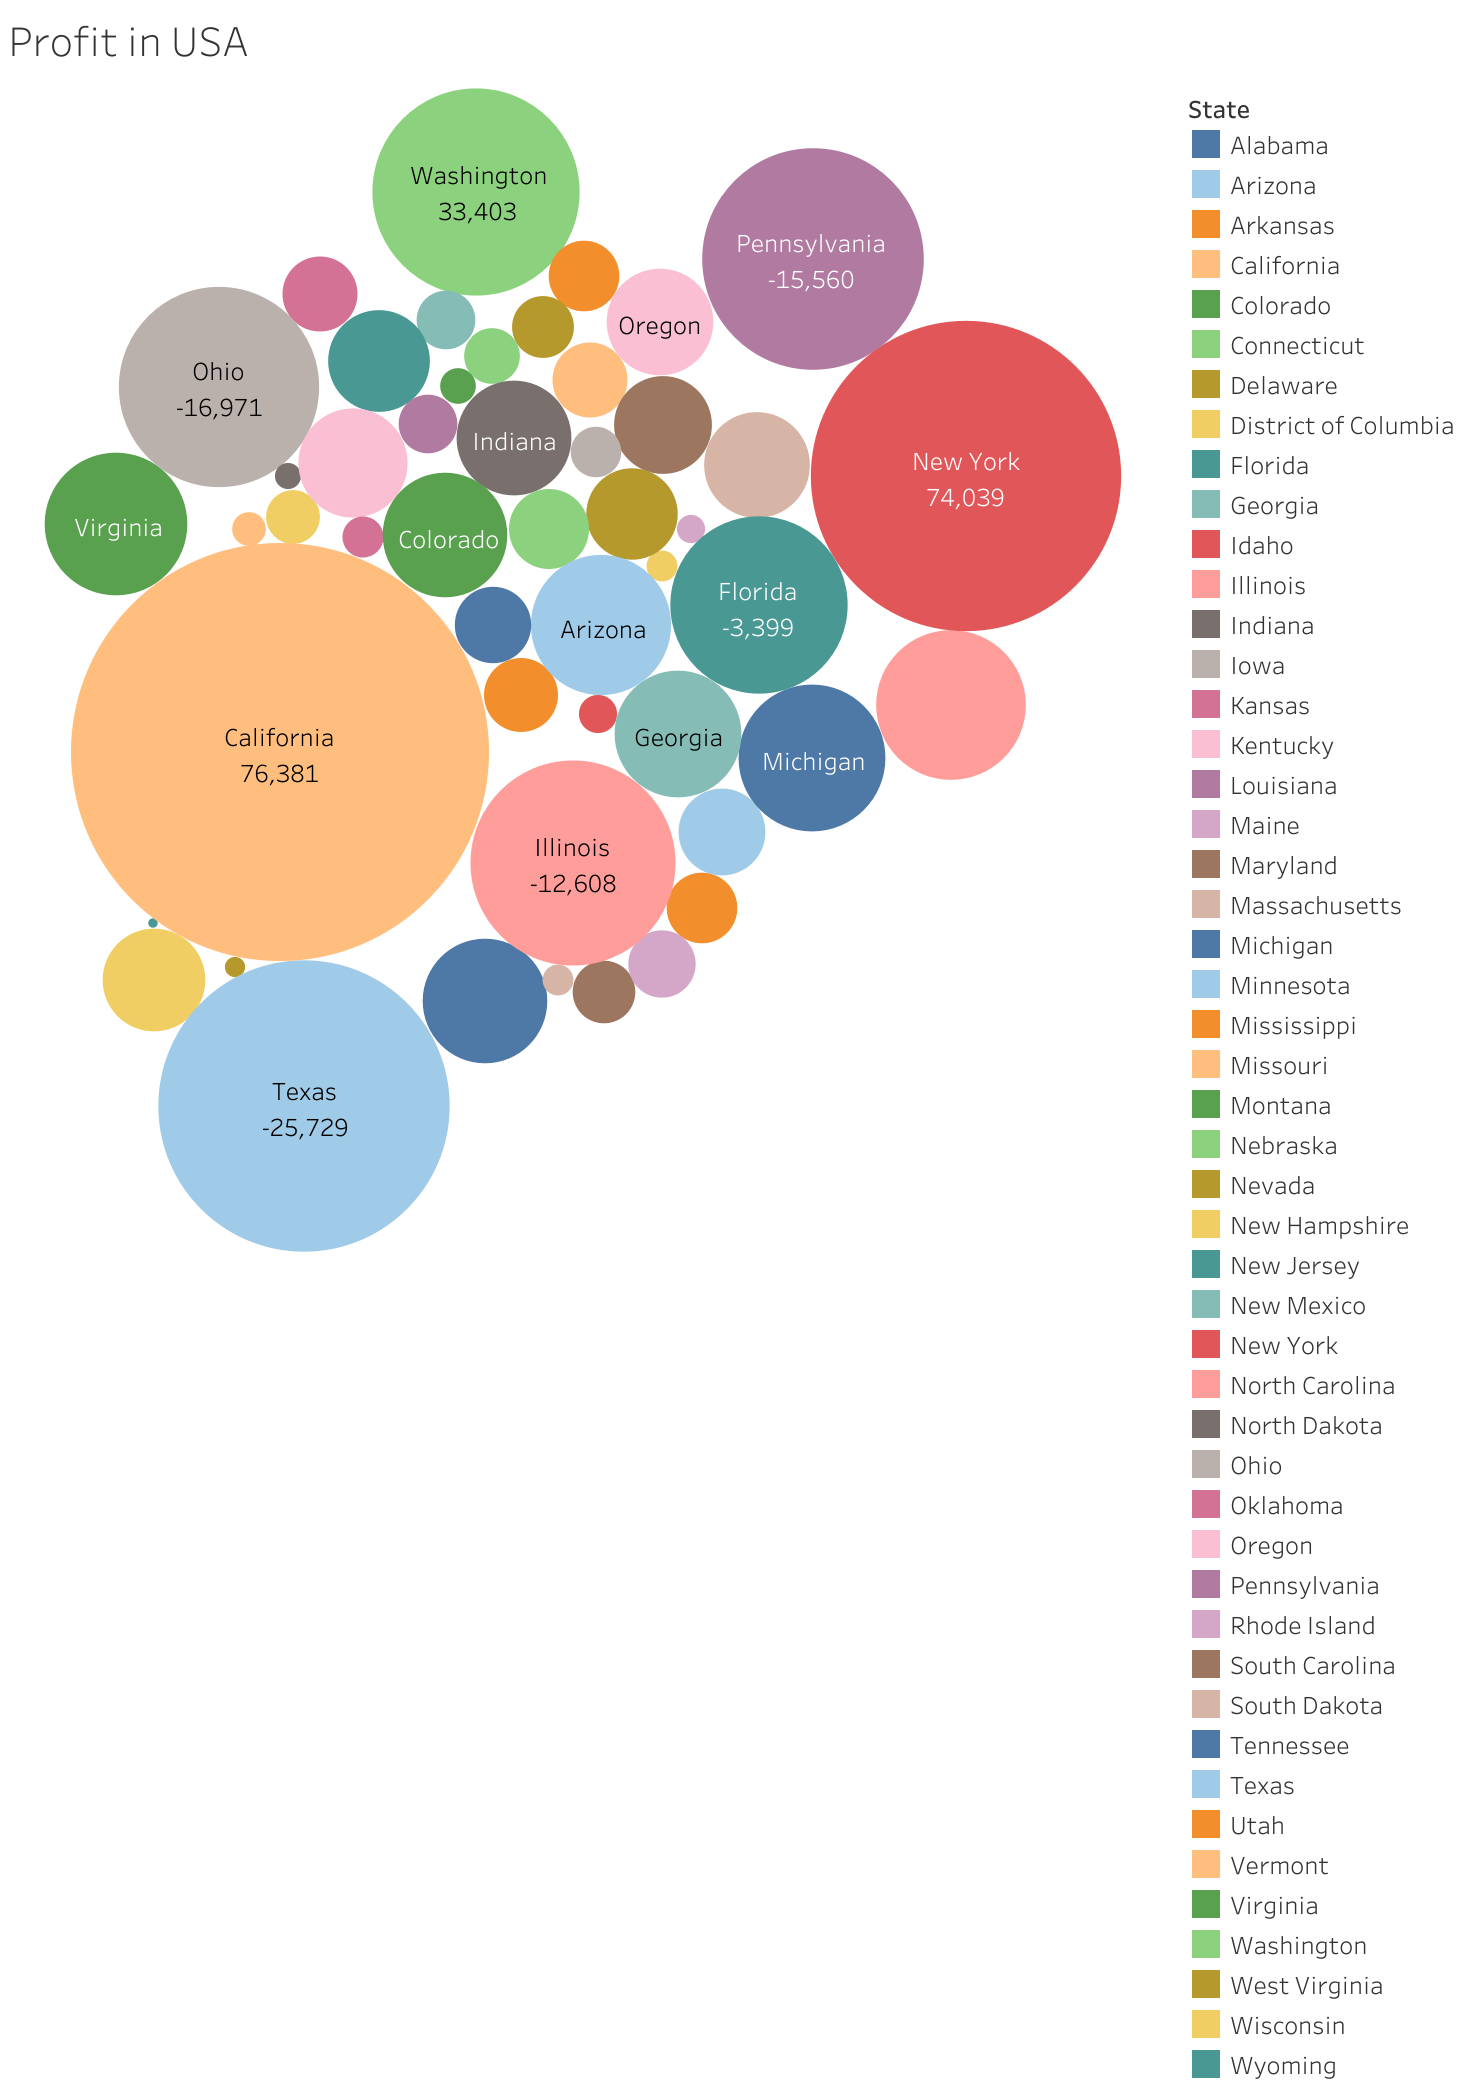 Profit in USA
Washington
33,403
Pennsylvania
-15,560
Oregon
Ohio
-16,971
Indiana
New York
74,039
Virginia
Colorado
Florida
-3,399
Arizona
California
76,381
Georgia
Michigan
Illinois
-12,608
Texas
-25,729
State
Alabama
Arizona
Arkansas
California
Colorado
Connecticut
Delaware
District of Columbia
Florida
Georgia
Idaho
Illinois
Indiana
Iowa
Kansas
Kentucky
Louisiana
Maine
Maryland
Massachusetts
Michigan
Minnesota
Mississippi
Missouri
Montana
Nebraska
Nevada
New Hampshire
New Jersey
New Mexico
New York
North Carolina
North Dakota
Ohio
Oklahoma
Oregon
Pennsylvania
Rhode Island
South Carolina
South Dakota
Tennessee
Texas
Utah
Vermont
Virginia
Washington
West Virginia
Wisconsin
Wyoming